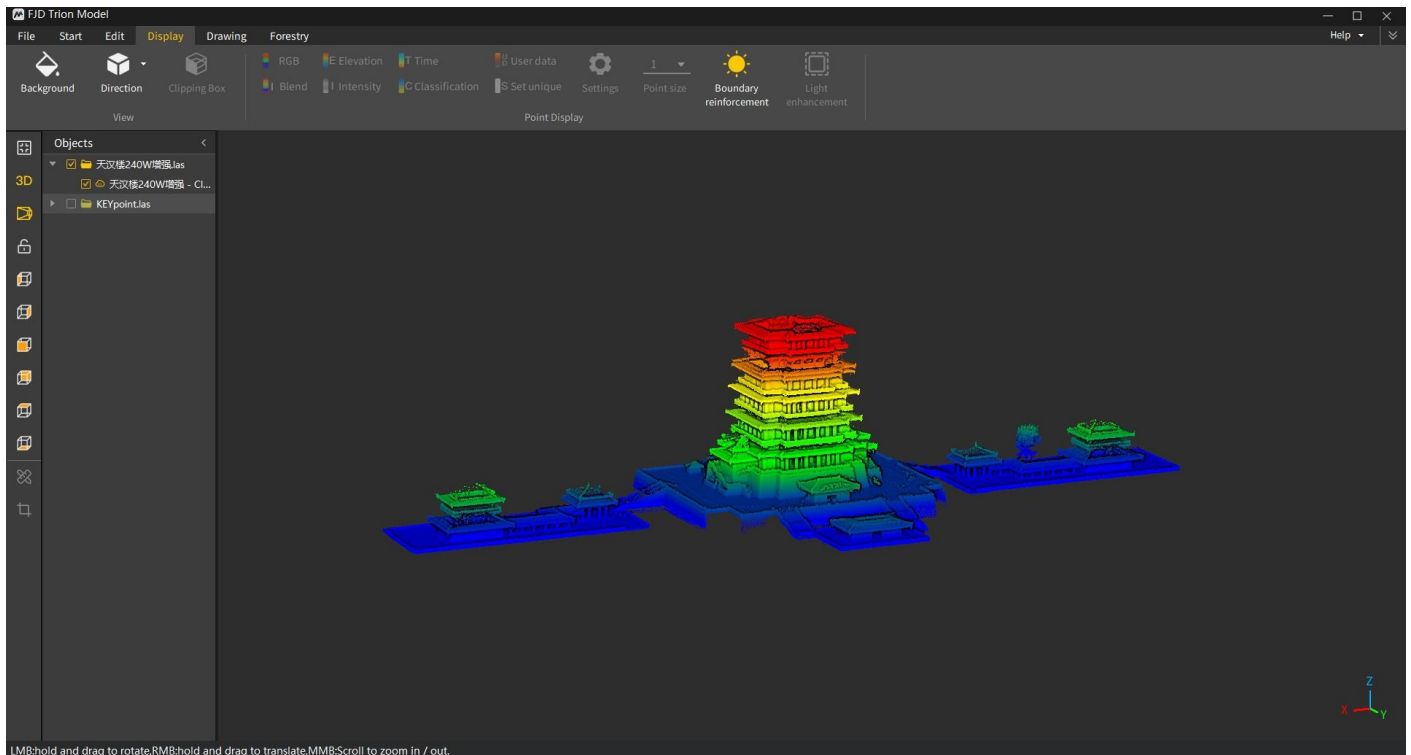 FJD Trion Model
File Start Edit Display Drawing Forestry Help
RGB E Elevation T Time User data
Background Direction Clipping Box I Blend I Intensity C Classification S Set unique Settings 1 Point size Boundary reinforcement Light enhancement
View Point Display
Objects
天汉楼240W增强.las
3D
天汉楼240W增强 - Cl...
KEYpoint.las
Z
X
Y
LMB:hold and drag to rotate,RMB:hold and drag to translate,MMB:Scroll to zoom in / out.